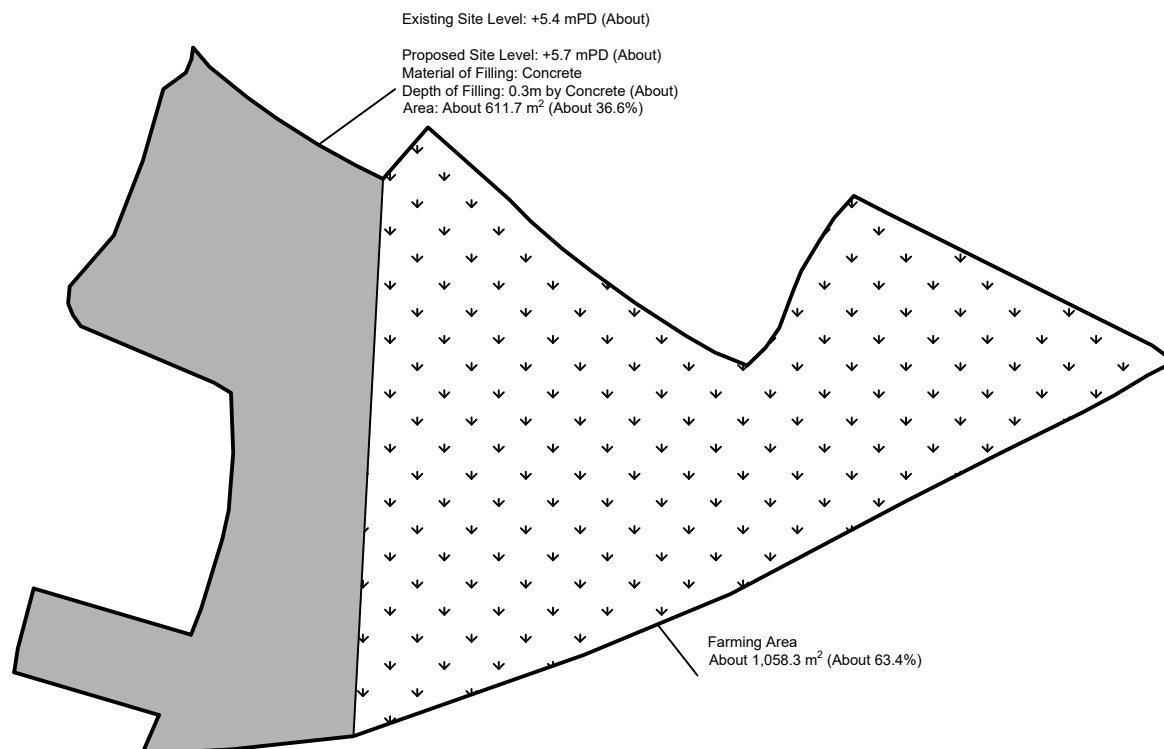 Existing Site Level: +5.4 mPD (About)
Proposed Site Level: +5.7 mPD (About)
Material of Filling: Concrete
Depth of Filling: 0.3m by Concrete (About)
Area: About 611.7 m² (About 36.6%)
Farming Area
About 1,058.3 m² (About 63.4%)